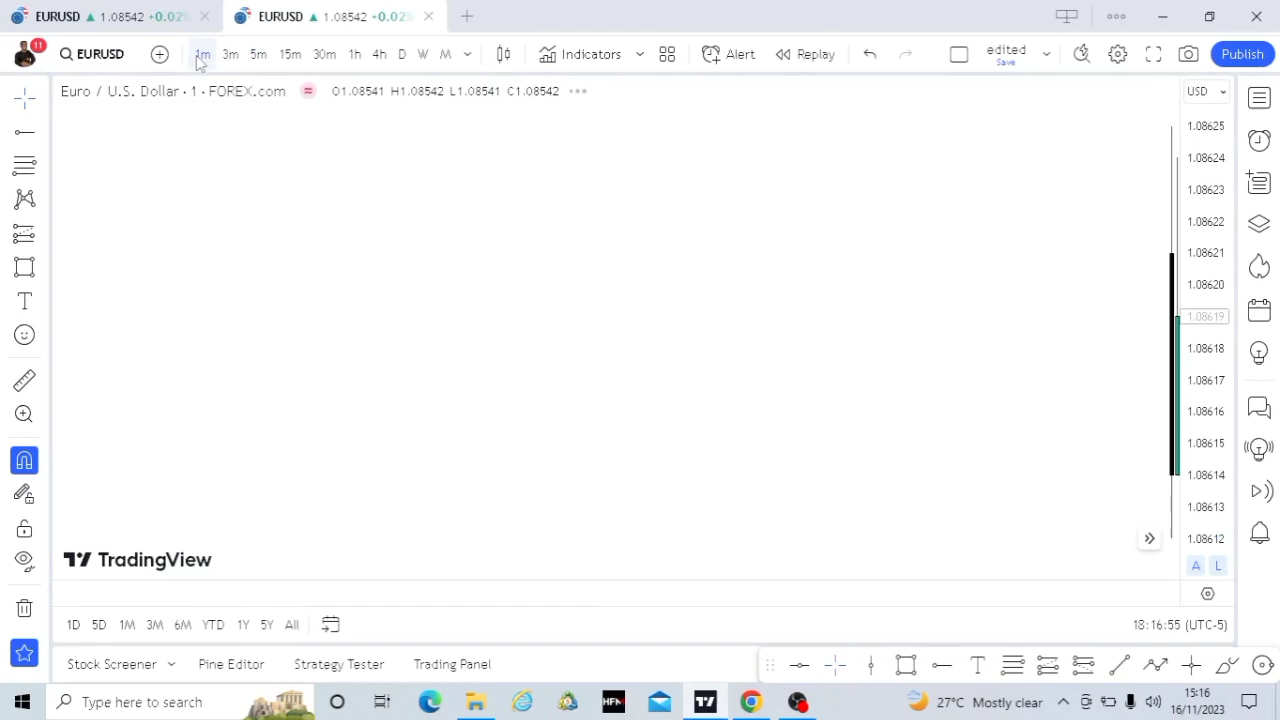 EURUSD ▲ 1.08542 +0.02%
EURUSD ▲ 1.08542 +0.02%
11 EURUSD 1m 3m 5m 15m 30m 1h 4h D W M Indicators Alert Replay edited Publish
Save
Euro / U.S. Dollar · 1 · FOREX.com ≈ O1.08541 H1.08542 L1.08541 C1.08542
USD
1.08625
1.08624
1.08623
1.08622
1.08621
1.08620
1.08619
1.08618
1.08617
1.08616
1.08615
1.08614
1.08613
1.08612
TradingView
A L
1D 5D 1M 3M 6M YTD 1Y 5Y All 18:16:55 (UTC-5)
Stock Screener Pine Editor Strategy Tester Trading Panel
Type here to search
HFM
27°C Mostly clear
15:16
16/11/2023